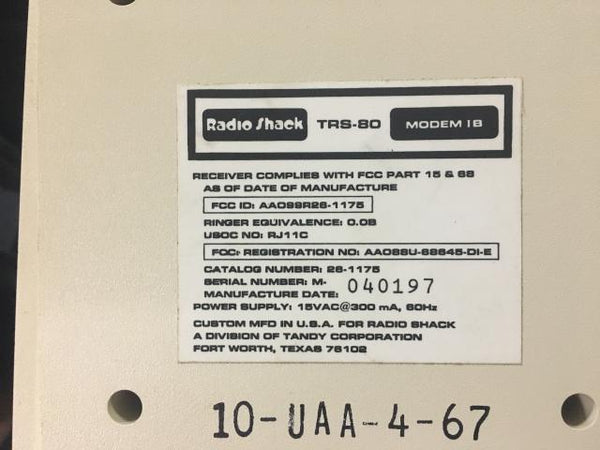 Radio Shack TRS-80 MODEM IB
RECEIVER COMPLIES WITH FCC PART 15 & 68
AS OF DATE OF MANUFACTURE
FCC ID: AAO99R26-1175
RINGER EQUIVALENCE: 0.0B
USOC NO: RJ11C
FCC: REGISTRATION NO: AAO88U-68645-DI-E
CATALOG NUMBER: 26-1175
SERIAL NUMBER: M- 040197
MANUFACTURE DATE:
POWER SUPPLY: 15VAC@300 mA, 60Hz
CUSTOM MFD IN U.S.A. FOR RADIO SHACK
A DIVISION OF TANDY CORPORATION
FORT WORTH, TEXAS 76102
10-UAA-4-67